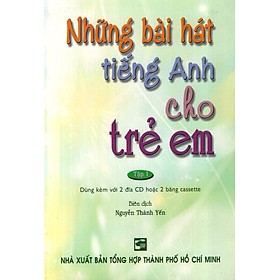 Những bài hát
tiếng Anh
cho
trẻ em
Tập 1
Dùng kèm với 2 đĩa CD hoặc 2 băng cassette
Biên dịch
Nguyễn Thành Yến
NHÀ XUẤT BẢN TỔNG HỢP THÀNH PHỐ HỒ CHÍ MINH